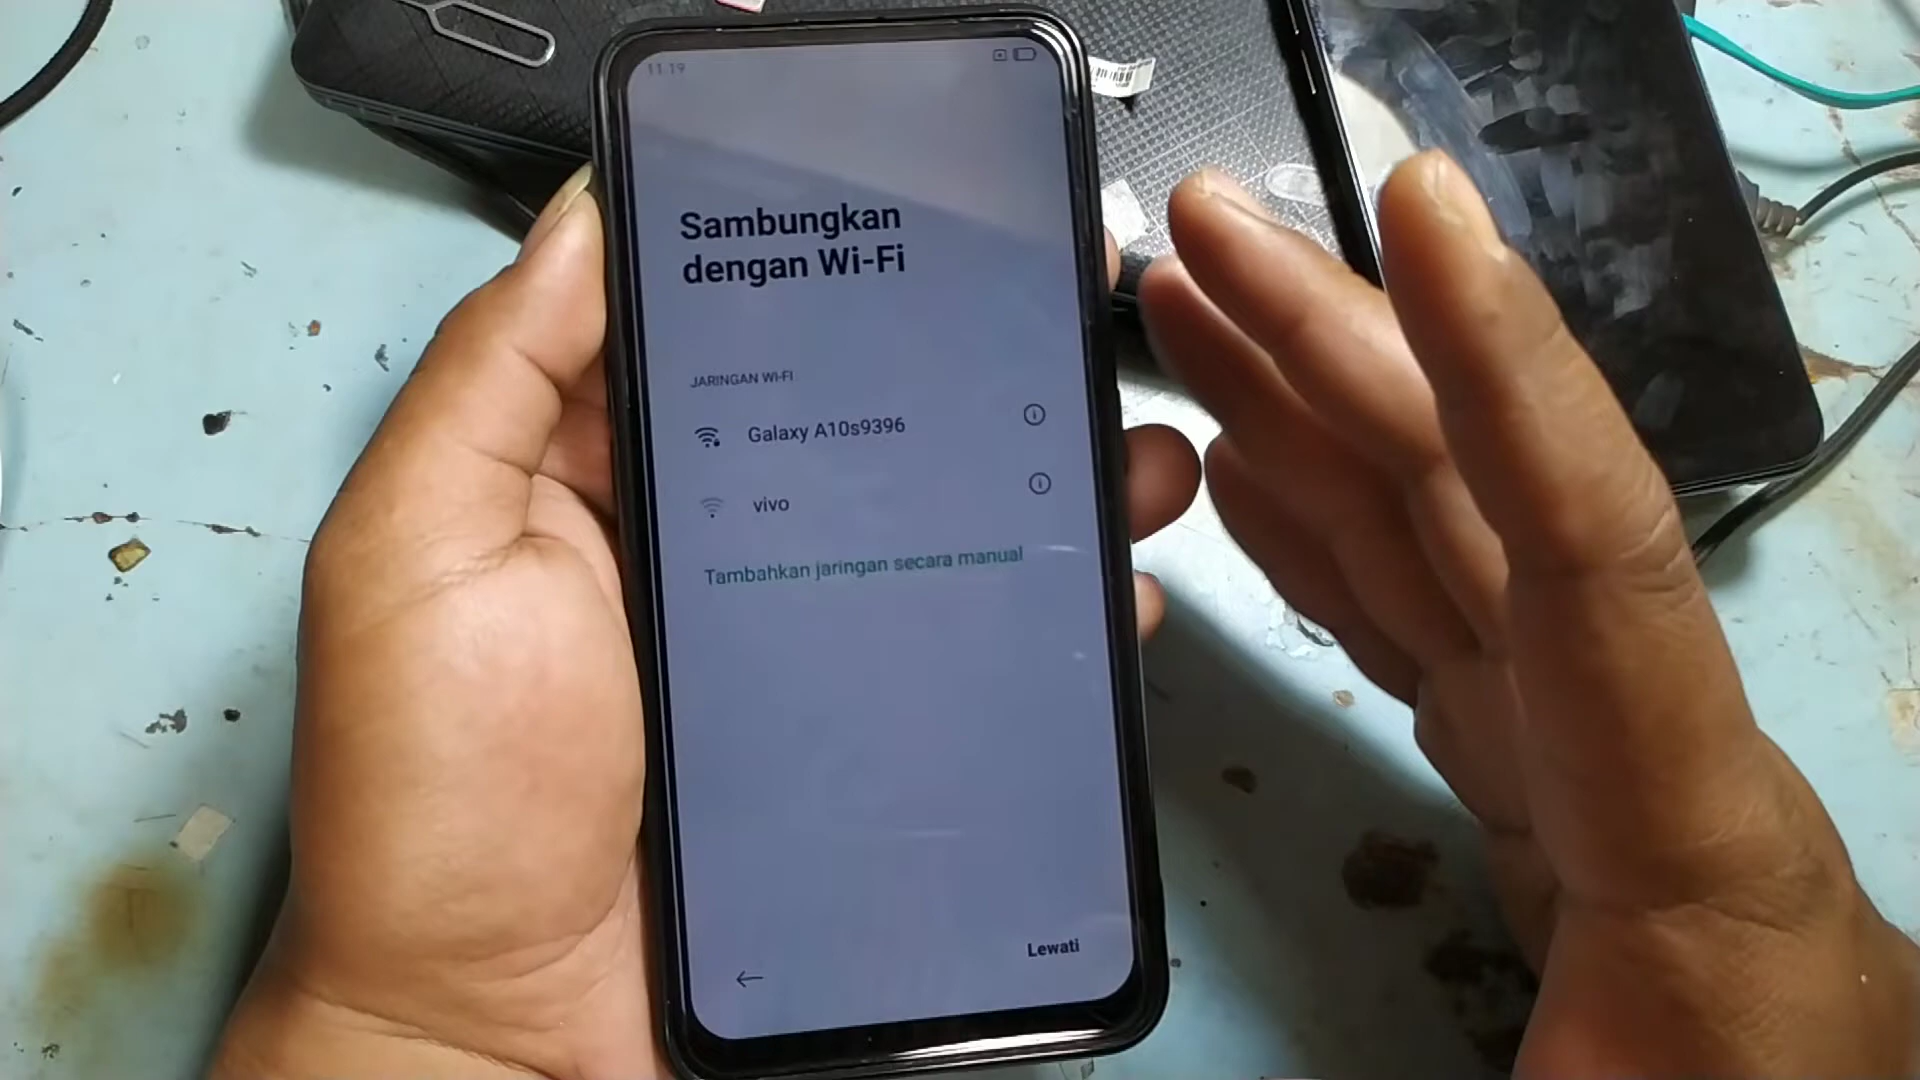 11.19
Sambungkan
dengan Wi-Fi
JARINGAN WI-FI
Galaxy A10s9396
vivo
Tambahkan jaringan secara manual
Lewati